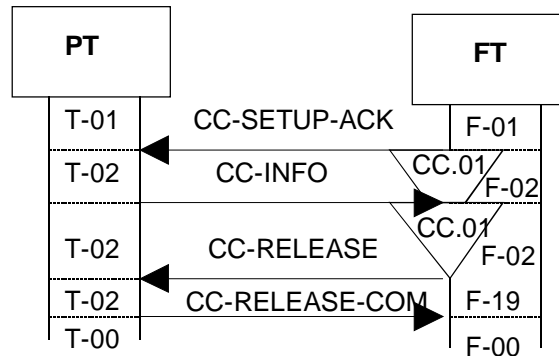 PT
FT
T-01 CC-SETUP-ACK F-01
T-02 CC-INFO CC.01 F-02
T-02 CC-RELEASE CC.01 F-02
T-02 CC-RELEASE-COM F-19
T-00 F-00